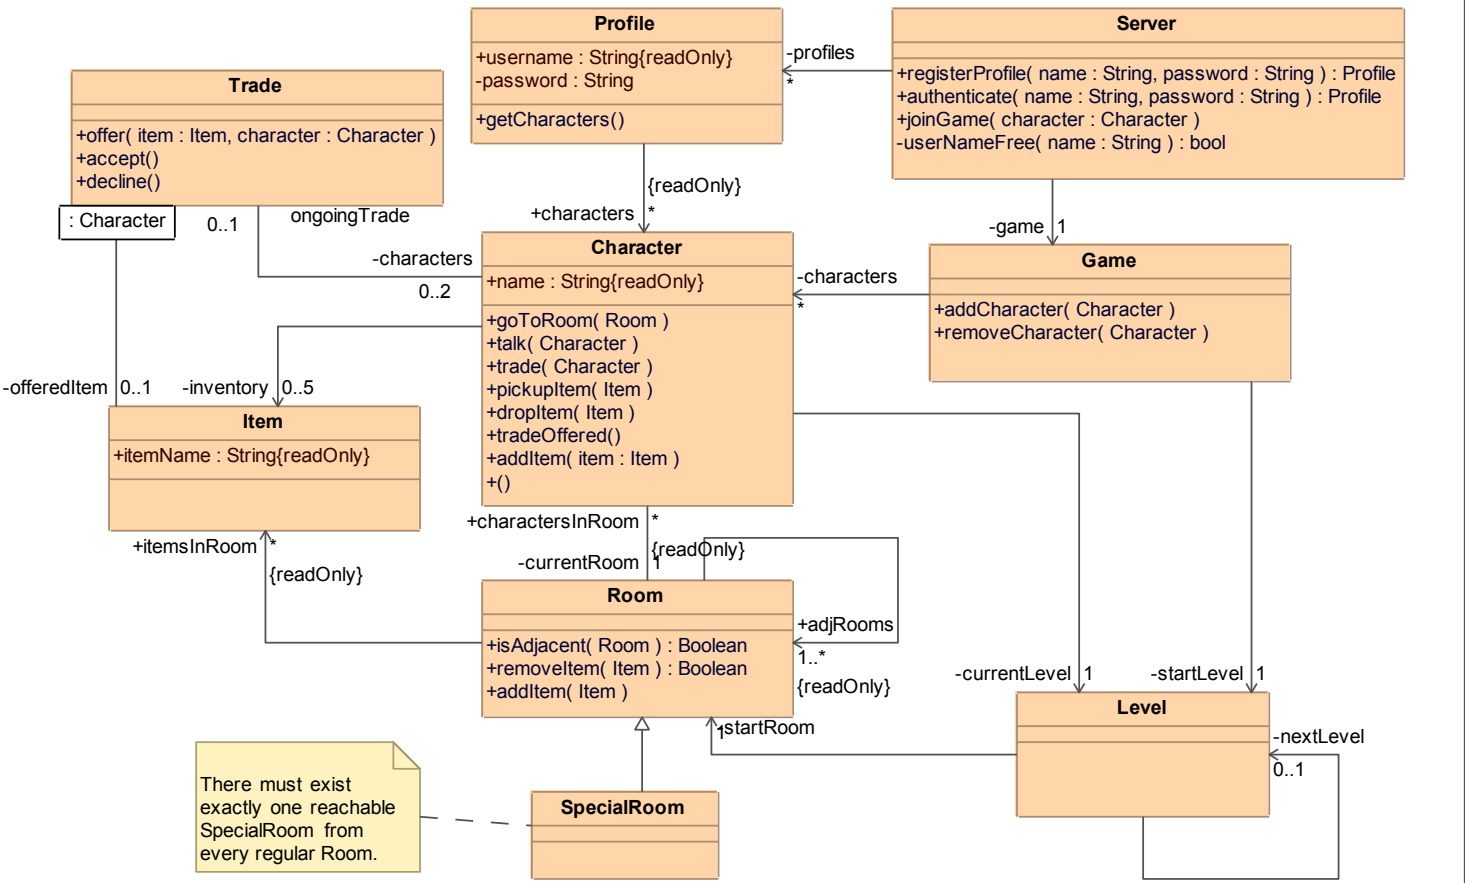 Profile
+username : String{readOnly}
-password : String
+getCharacters()
Server
+registerProfile( name : String, password : String ) : Profile
+authenticate( name : String, password : String ) : Profile
+joinGame( character : Character )
-userNameFree( name : String ) : bool
-profiles
*
Trade
+offer( item : Item, character : Character )
+accept()
+decline()
: Character
0..1
ongoingTrade
{readOnly}
+characters
*
-characters
0..2
-game
1
Character
+name : String{readOnly}
+goToRoom( Room )
+talk( Character )
+trade( Character )
+pickupItem( Item )
+dropItem( Item )
+tradeOffered()
+addItem( item : Item )
+()
-characters
*
Game
+addCharacter( Character )
+removeCharacter( Character )
-offeredItem
0..1
-inventory
0..5
Item
+itemName : String{readOnly}
+itemsInRoom
*
{readOnly}
+charactersInRoom
*
{readOnly}
-currentRoom
1
Room
+isAdjacent( Room ) : Boolean
+removeItem( Item ) : Boolean
+addItem( Item )
+adjRooms
1..*
{readOnly}
-currentLevel
1
-startLevel
1
Level
-startRoom
1
-nextLevel
0..1
SpecialRoom
There must exist
exactly one reachable
SpecialRoom from
every regular Room.